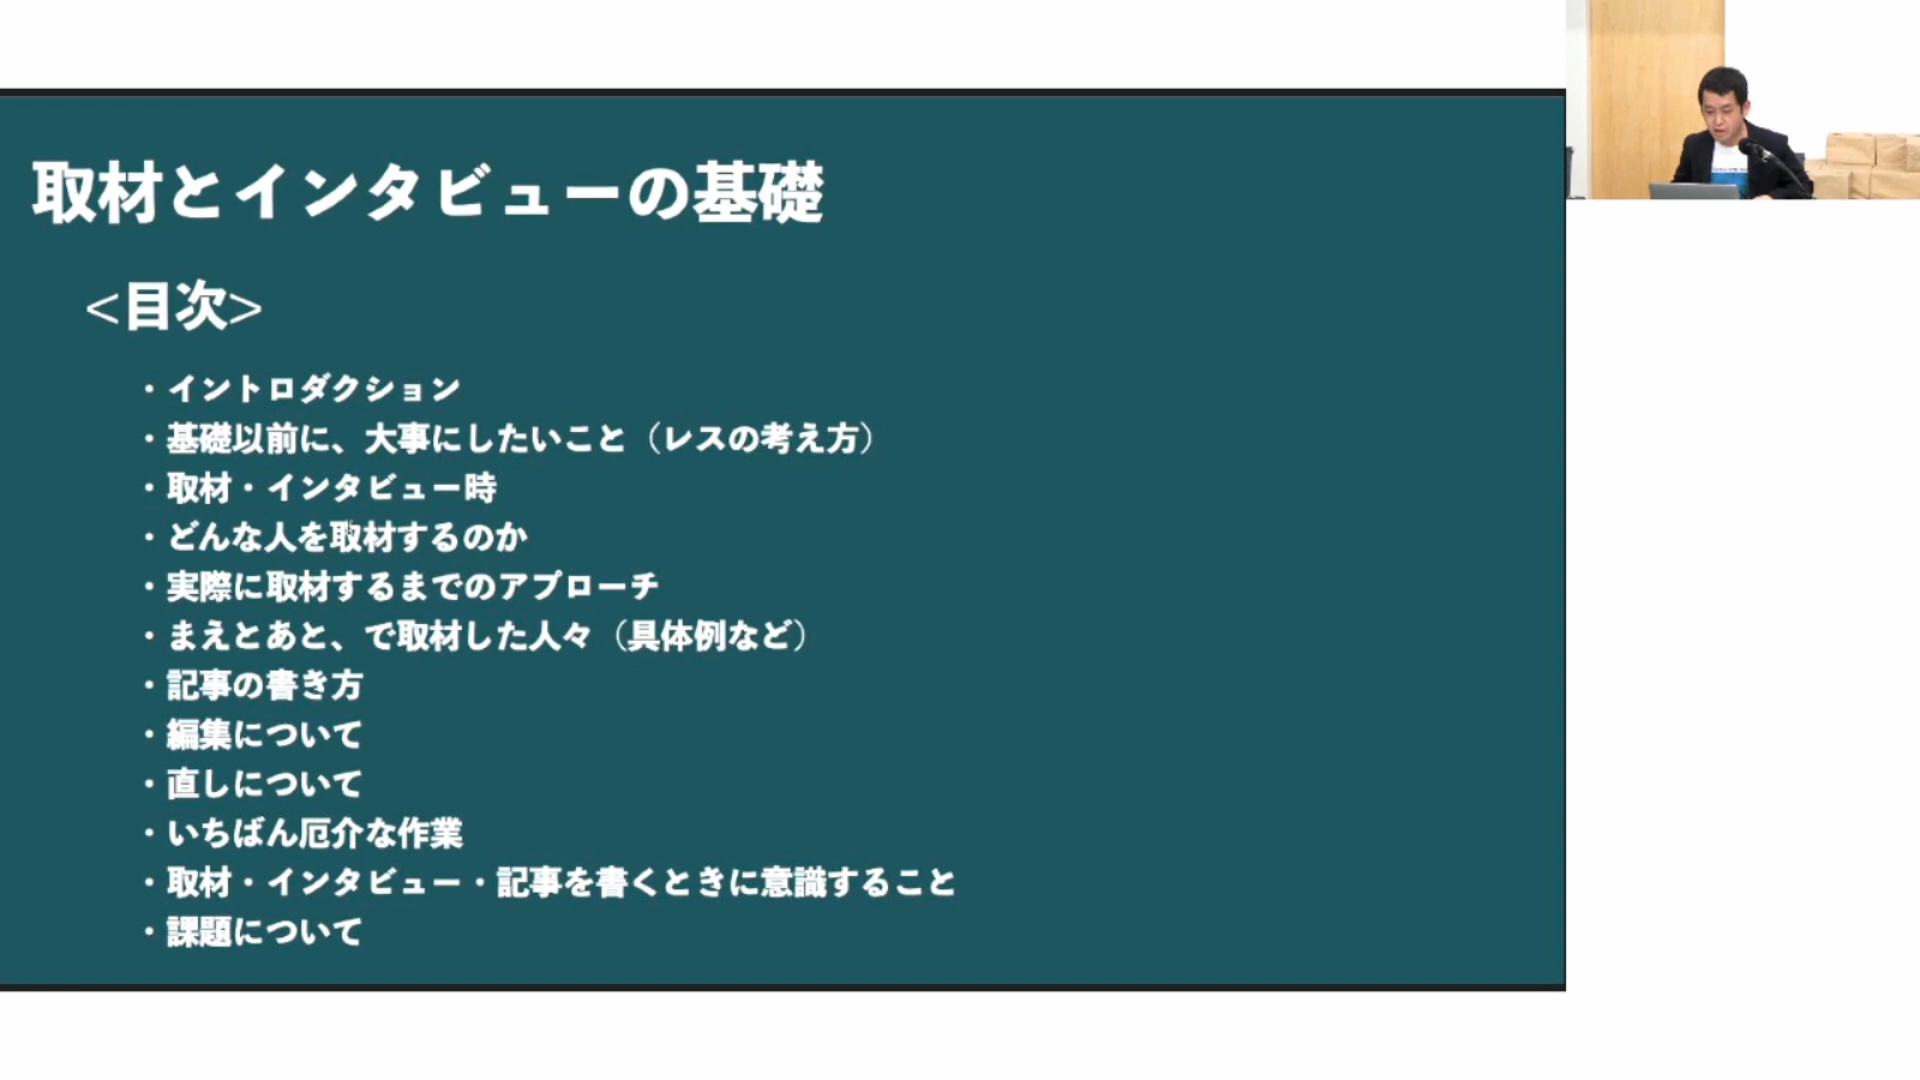 取材とインタビューの基礎
<目次>
・イントロダクション
・基礎以前に、大事にしたいこと（レスの考え方）
・取材・インタビュー時
・どんな人を取材するのか
・実際に取材するまでのアプローチ
・まえとあと、で取材した人々（具体例など）
・記事の書き方
・編集について
・直しについて
・いちばん厄介な作業
・取材・インタビュー・記事を書くときに意識すること
・課題について